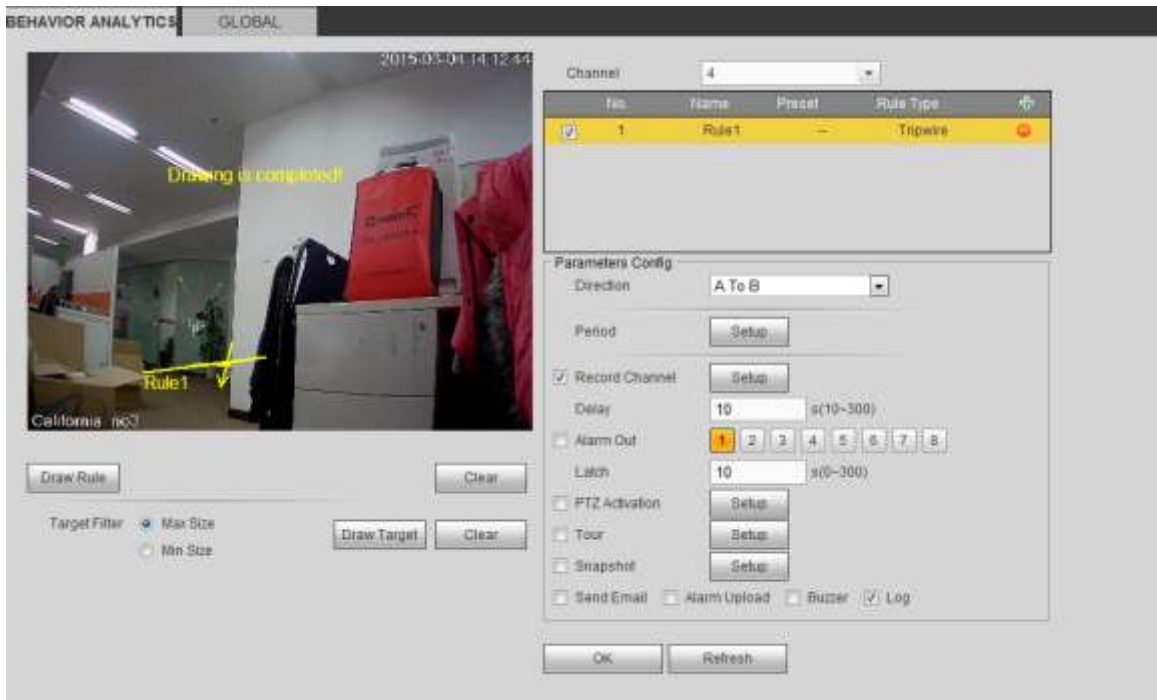 BEHAVIOR ANALYTICS GLOBAL
2015-03-04 14:12:44
Drawing is completed!
Rule1
California no3
Draw Rule Clear
Target Filter Max Size
Min Size
Draw Target Clear
Channel 4
No. Name Preset Rule Type
1 Rule1 -- Tripwire
Parameters Config
Direction A To B
Period Setup
Record Channel Setup
Delay 10 s(10~300)
Alarm Out 1 2 3 4 5 6 7 8
Latch 10 s(0~300)
PTZ Activation Setup
Tour Setup
Snapshot Setup
Send Email Alarm Upload Buzzer Log
OK Refresh